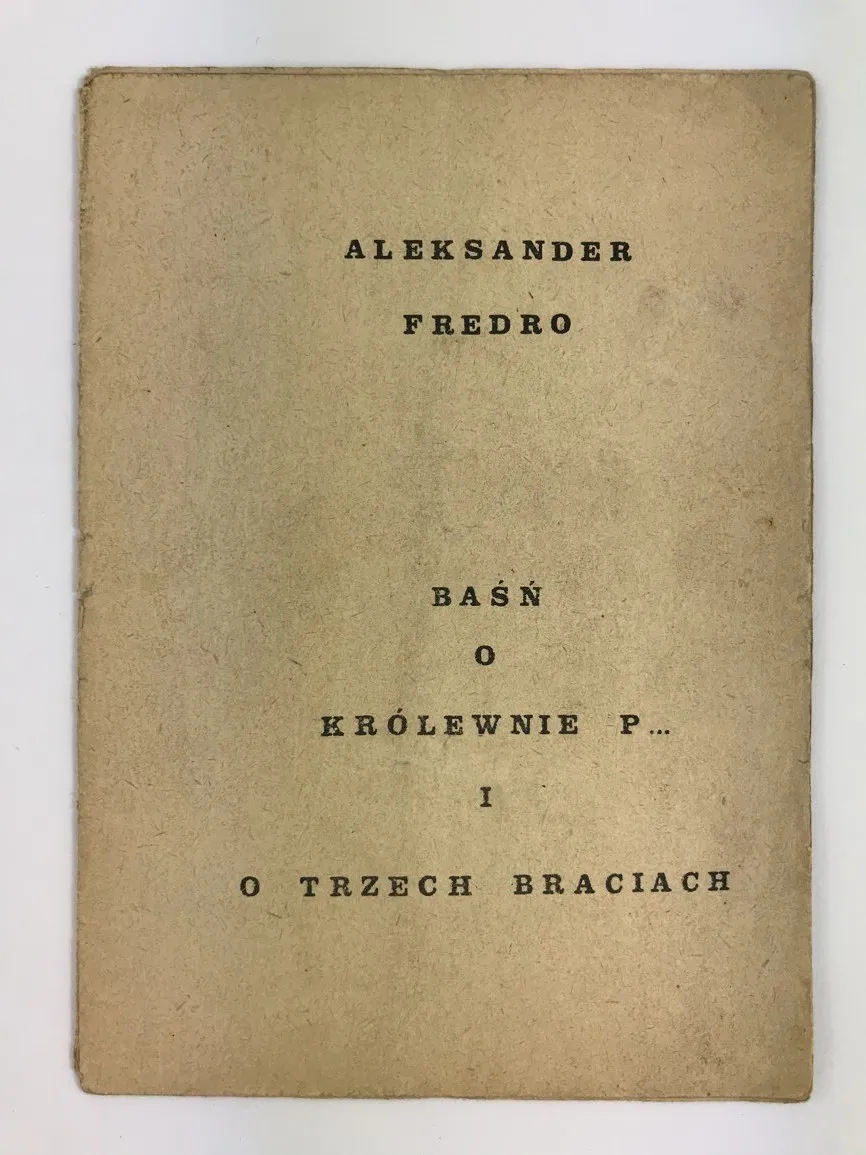 ALEKSANDER
FREDRO
BAŚŃ
O
KRÓLEWNIE P...
I
O TRZECH BRACIACH